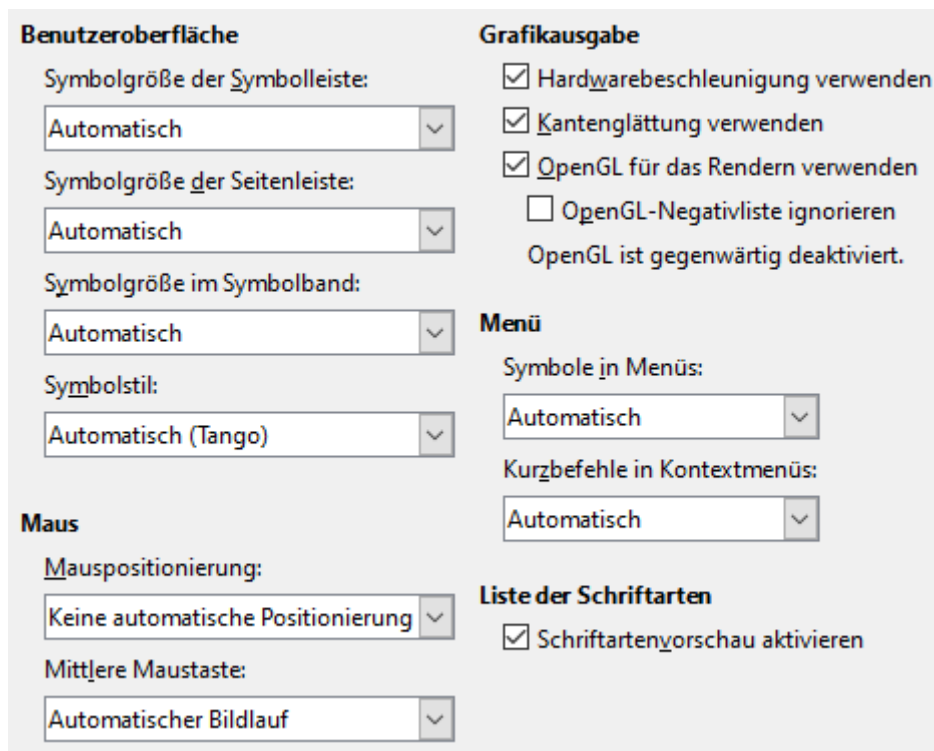 Benutzeroberfläche
Symbolgröße der Symbolleiste:
Automatisch
Symbolgröße der Seitenleiste:
Automatisch
Symbolgröße im Symbolband:
Automatisch
Symbolstil:
Automatisch (Tango)
Maus
Mauspositionierung:
Keine automatische Positionierung
Mittlere Maustaste:
Automatischer Bildlauf
Grafikausgabe
Hardwarebeschleunigung verwenden
Kantenglättung verwenden
OpenGL für das Rendern verwenden
OpenGL-Negativliste ignorieren
OpenGL ist gegenwärtig deaktiviert.
Menü
Symbole in Menüs:
Automatisch
Kurzbefehle in Kontextmenüs:
Automatisch
Liste der Schriftarten
Schriftartenvorschau aktivieren